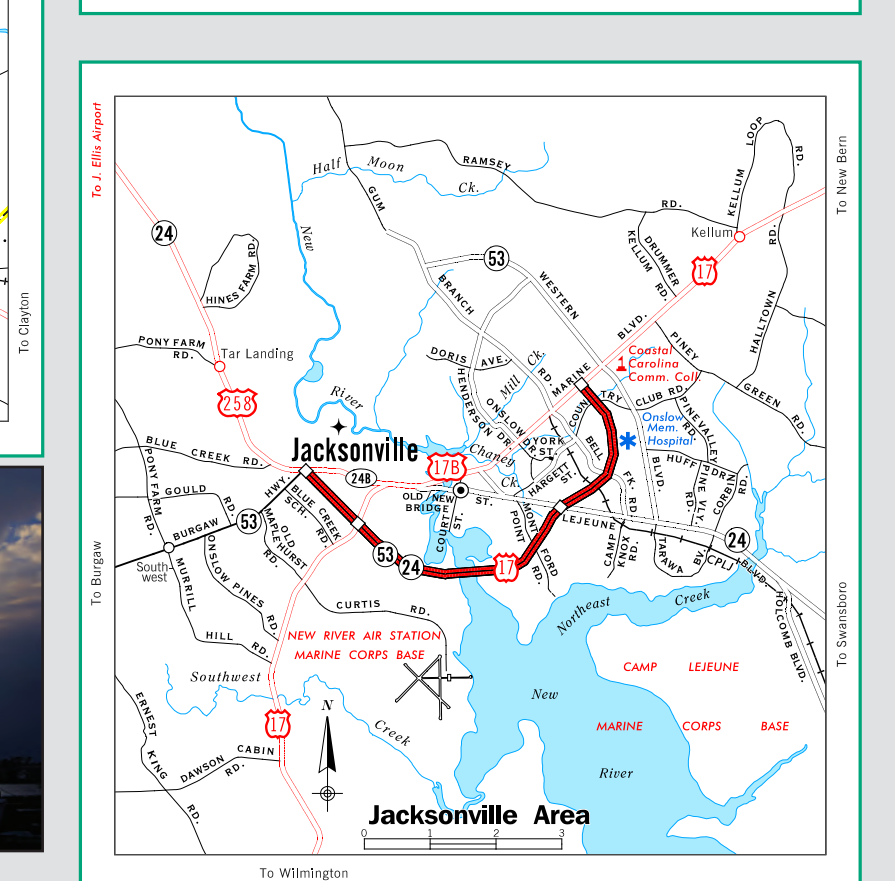 To J. Ellis Airport
To Clayton
To Burgaw
To New Bern
To Swansboro
To Wilmington
LOOP
KELLUM
RD.
Half Moon
Ck.
RAMSEY
RD.
GUM
Kellum
24
New
53
DRUMMER
KELLUM
RD.
RD.
17
HINES FARM RD.
BRANCH
WESTERN
HALLTOWN
BLVD.
PINEY
PONY FARM
RD.
Tar Landing
DORIS AVE.
Mill Ck.
RD.
MARINE
Coastal
Carolina
Comm. Coll.
GREEN
RD.
258
River
HENDERSON DR.
ONSLOW
DR.
COUNTRY CLUB RD.
Onslow
Mem.
Hospital
PINE VALLEY
RD.
Jacksonville
17B
Chaney
Ck.
YORK
ST.
BELL
FK.
RD.
BLVD.
HUFF DR.
BLUE CREEK RD.
PONY FARM
RD.
24B
HARGETT
ST.
PINE VLY.
RD.
CORBIN
RD.
GOULD
RD.
HWY.
BLUE CREEK
SCH.
RD.
OLD
BRIDGE
NEW
ST.
COURT
ST.
BURGAW
53
OLD
MAPLEHURST
RD.
MONTFORD
POINT
RD.
LEJEUNE
24
53
24
17
CAMP
KNOX
RD.
TARAWA
BV.
CPLJ
BLVD.
South-
west
MURRILL
HILL
RD.
ONSLOW PINES
RD.
CURTIS RD.
Northeast
Creek
HOLCOMB BLVD.
NEW RIVER AIR STATION
MARINE CORPS BASE
CAMP LEJEUNE
Southwest
Creek
New
MARINE CORPS BASE
N
17
ERNEST
KING
RD.
DAWSON CABIN
RD.
River
Jacksonville Area
0 1 2 3